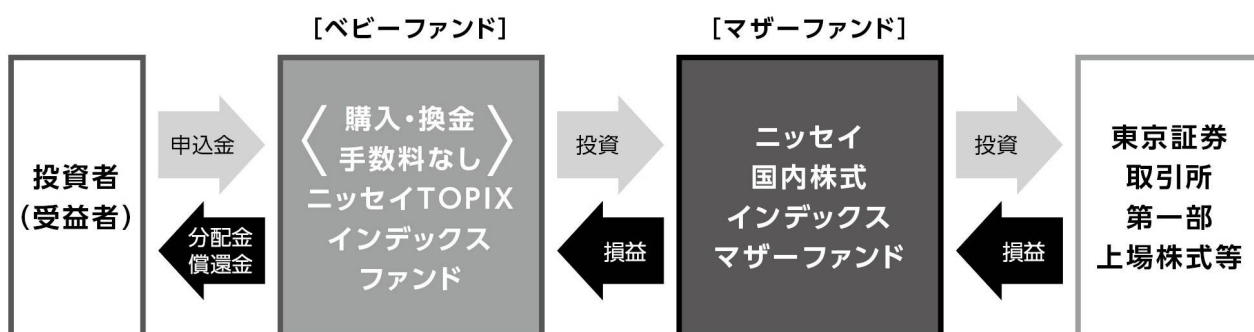 [ベビーファンド]
[マザーファンド]
投資者
(受益者)
申込金
分配金
償還金
〈購入・換金
手数料なし〉
ニッセイTOPIX
インデックス
ファンド
投資
損益
ニッセイ
国内株式
インデックス
マザーファンド
投資
損益
東京証券
取引所
第一部
上場株式等